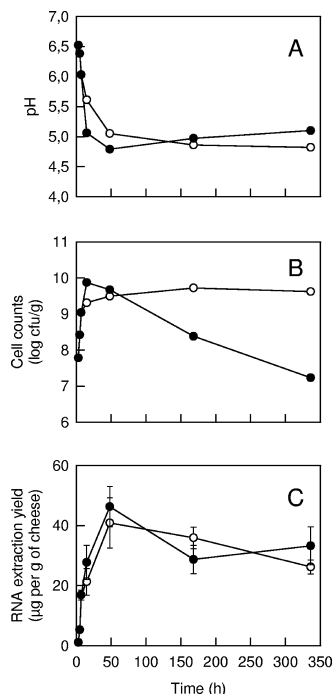 7,0
6,5
6,0
5,5
5,0
4,5
4,0
pH
A
11
10
9
8
7
6
Cell counts
(log cfu/g)
B
60
40
20
0
RNA extraction yield
(µg per g of cheese)
C
0 50 100 150 200 250 300 350
Time (h)